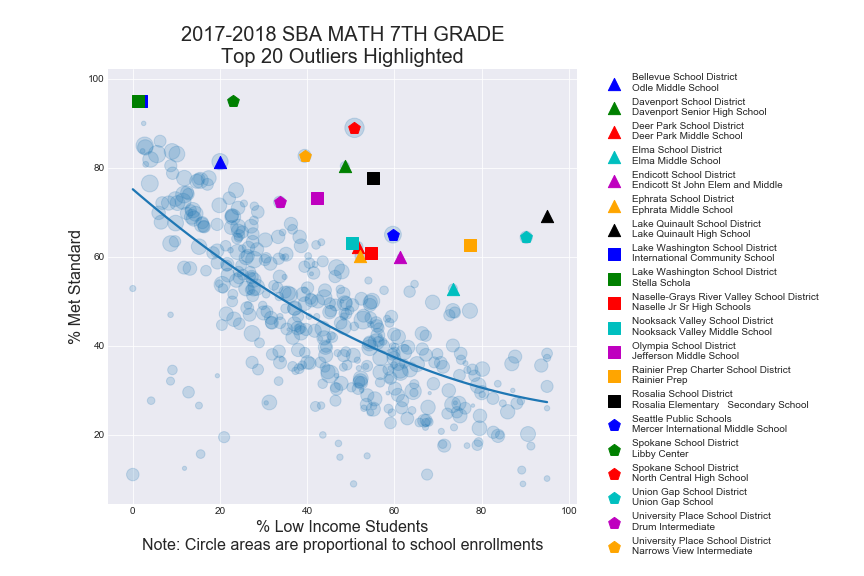 2017-2018 SBA MATH 7TH GRADE
Top 20 Outliers Highlighted
% Met Standard
100
80
60
40
20
0
20
40
60
80
100
% Low Income Students
Note: Circle areas are proportional to school enrollments
Bellevue School District
Odle Middle School
Davenport School District
Davenport Senior High School
Deer Park School District
Deer Park Middle School
Elma School District
Elma Middle School
Endicott School District
Endicott St John Elem and Middle
Ephrata School District
Ephrata Middle School
Lake Quinault School District
Lake Quinault High School
Lake Washington School District
International Community School
Lake Washington School District
Stella Schola
Naselle-Grays River Valley School District
Naselle Jr Sr High Schools
Nooksack Valley School District
Nooksack Valley Middle School
Olympia School District
Jefferson Middle School
Rainier Prep Charter School District
Rainier Prep
Rosalia School District
Rosalia Elementary   Secondary School
Seattle Public Schools
Mercer International Middle School
Spokane School District
Libby Center
Spokane School District
North Central High School
Union Gap School District
Union Gap School
University Place School District
Drum Intermediate
University Place School District
Narrows View Intermediate